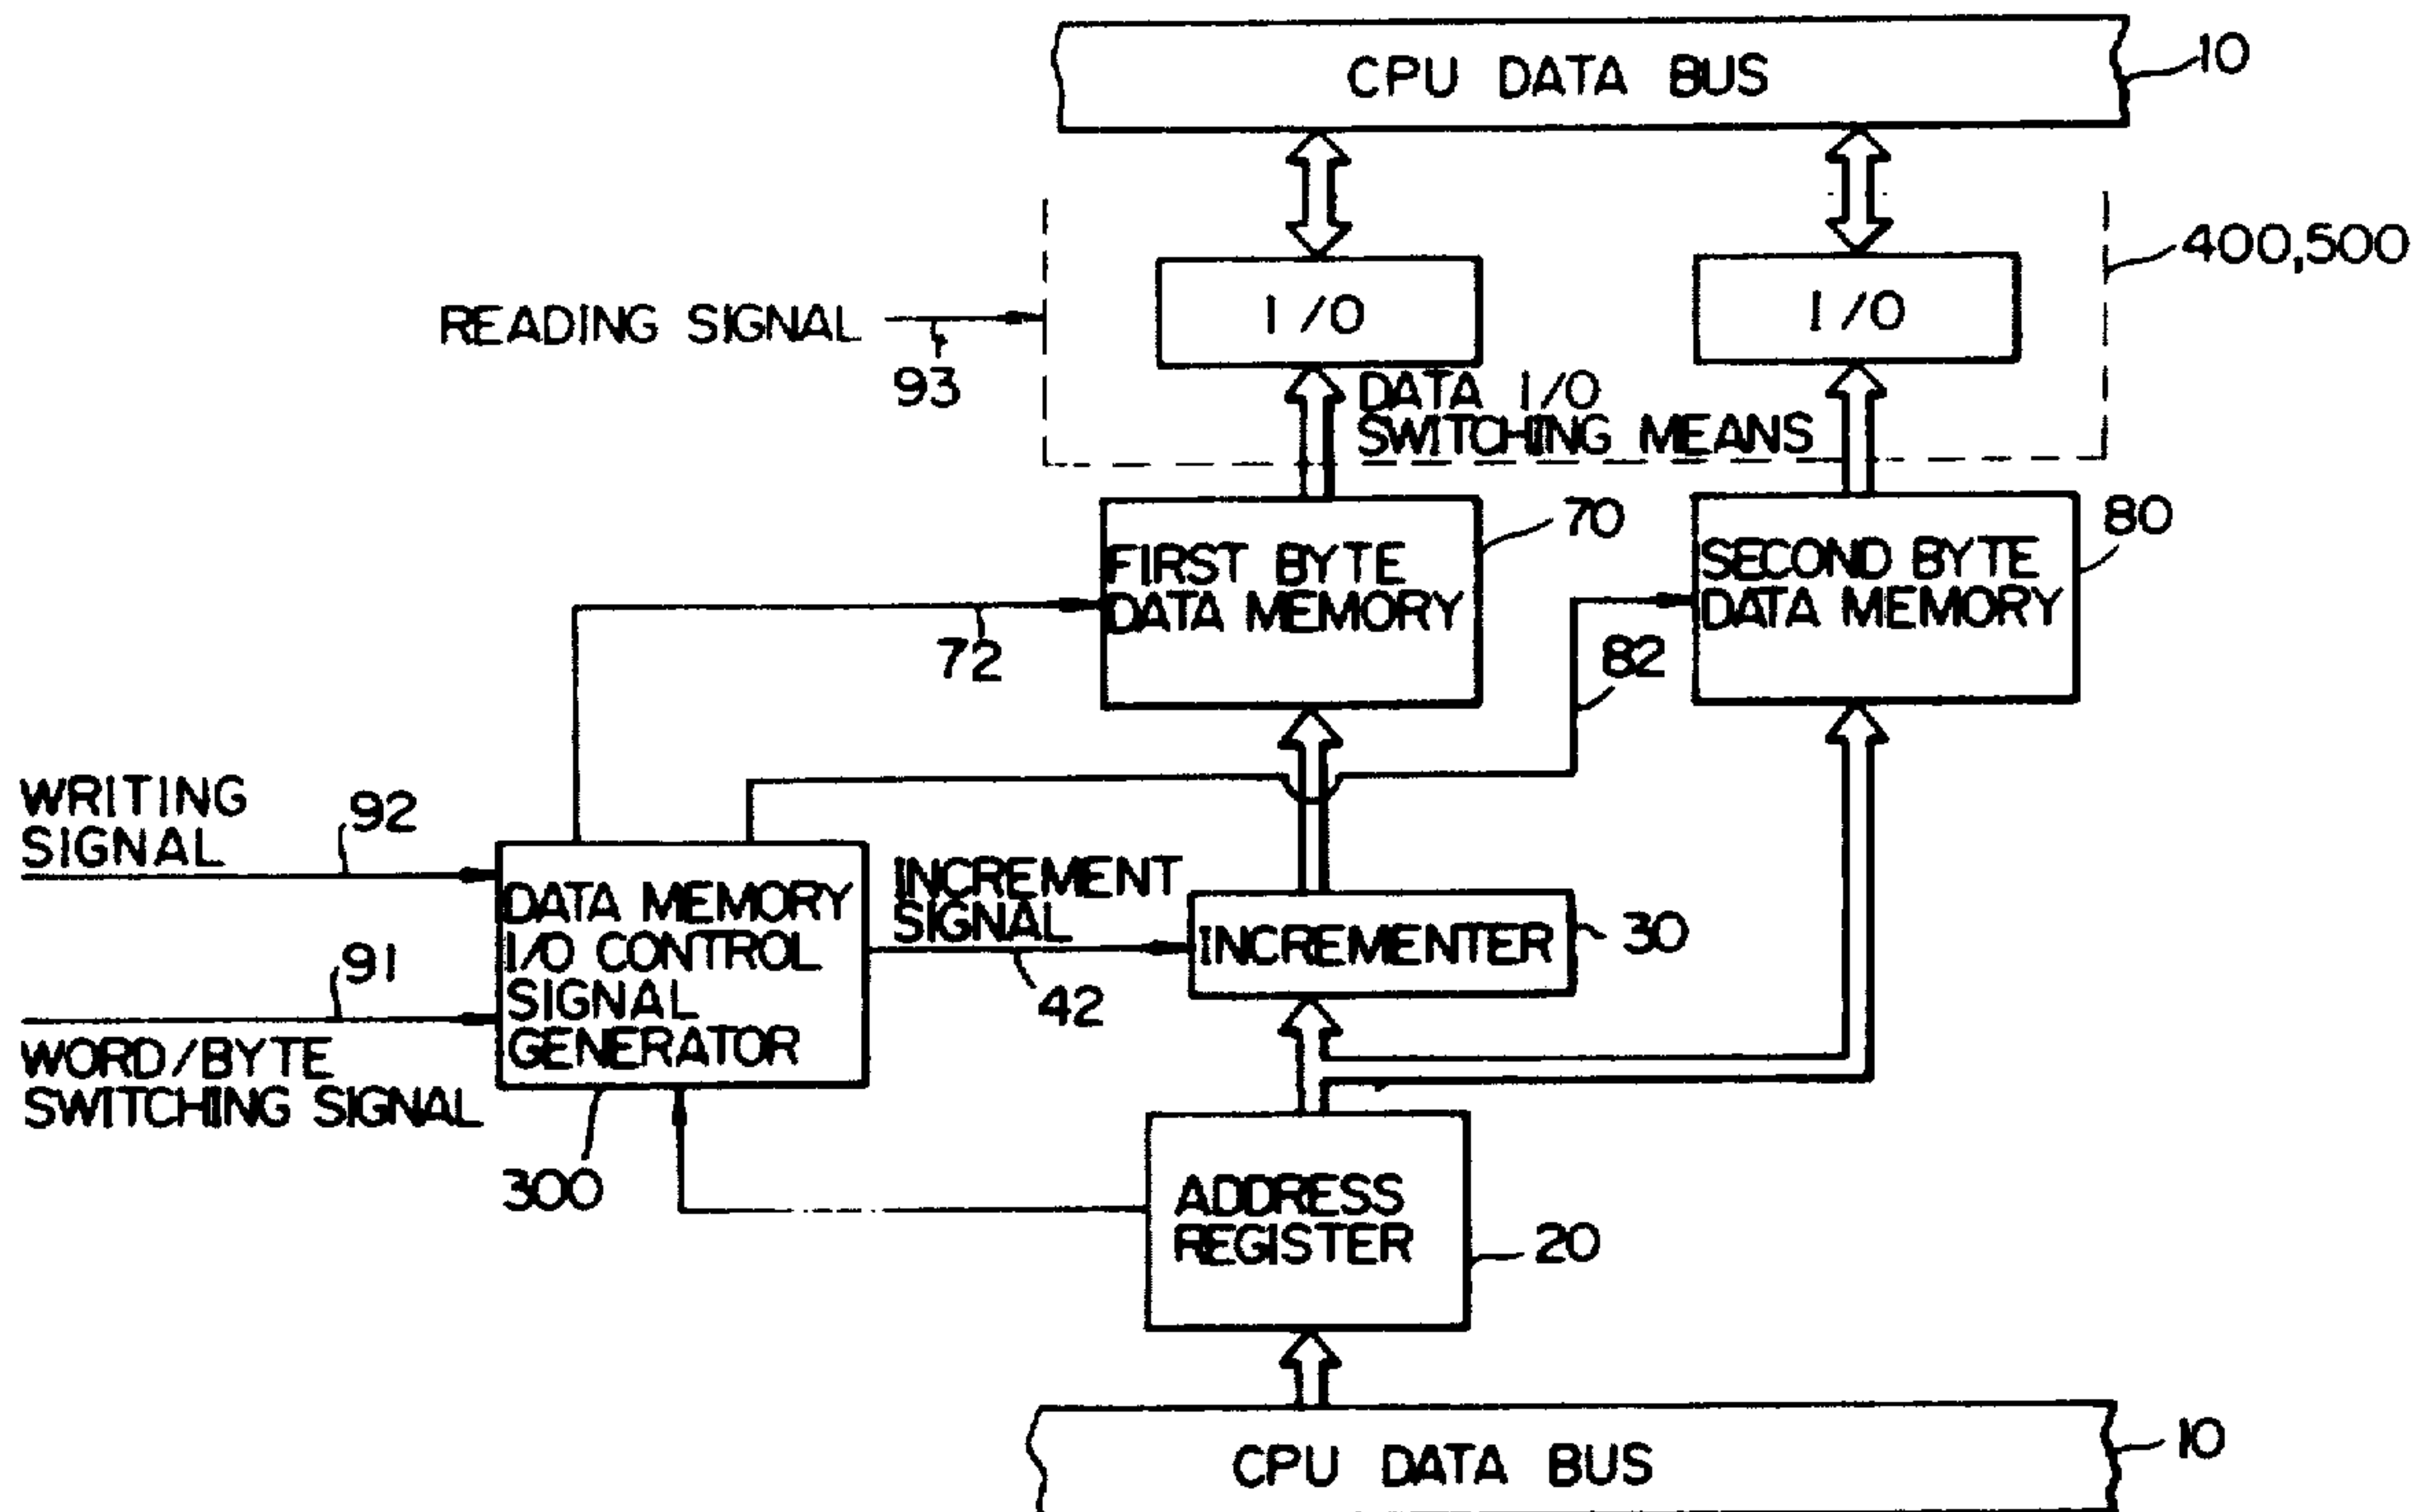 CPU DATA BUS
10
400,500
I/O
I/O
READING SIGNAL
93
DATA I/O
SWITCHING MEANS
70
80
FIRST BYTE
DATA MEMORY
SECOND BYTE
DATA MEMORY
72
82
WRITING
SIGNAL
92
INCREMENT
SIGNAL
DATA MEMORY
I/O CONTROL
SIGNAL
GENERATOR
INCREMENTER
30
91
42
WORD/BYTE
SWITCHING SIGNAL
300
ADDRESS
REGISTER
20
CPU DATA BUS
10